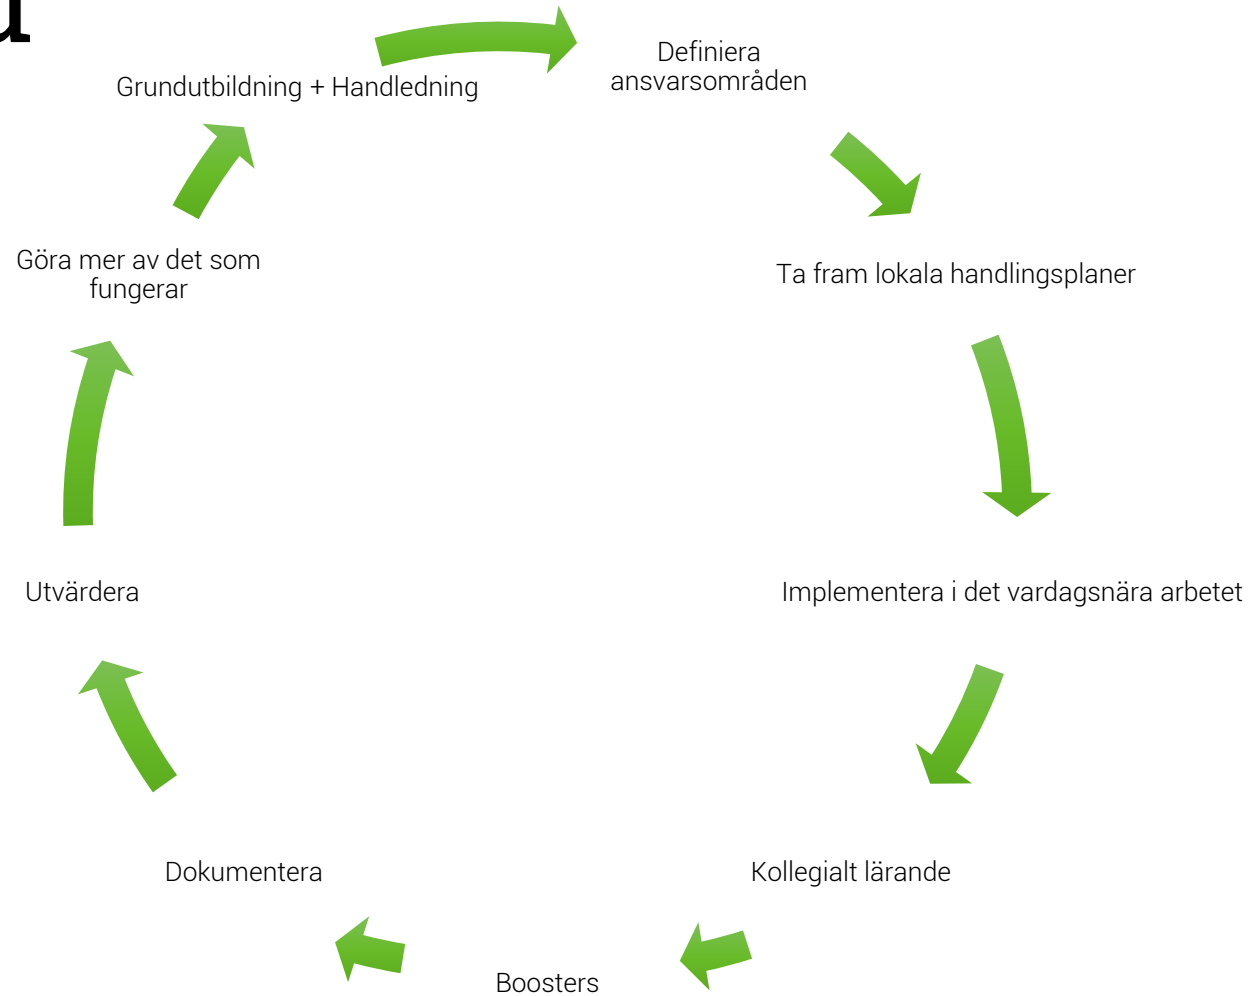 Grundutbildning + Handledning
Definiera
ansvarsområden
Ta fram lokala handlingsplaner
Implementera i det vardagsnära arbetet
Kollegialt lärande
Boosters
Dokumentera
Utvärdera
Göra mer av det som
fungerar